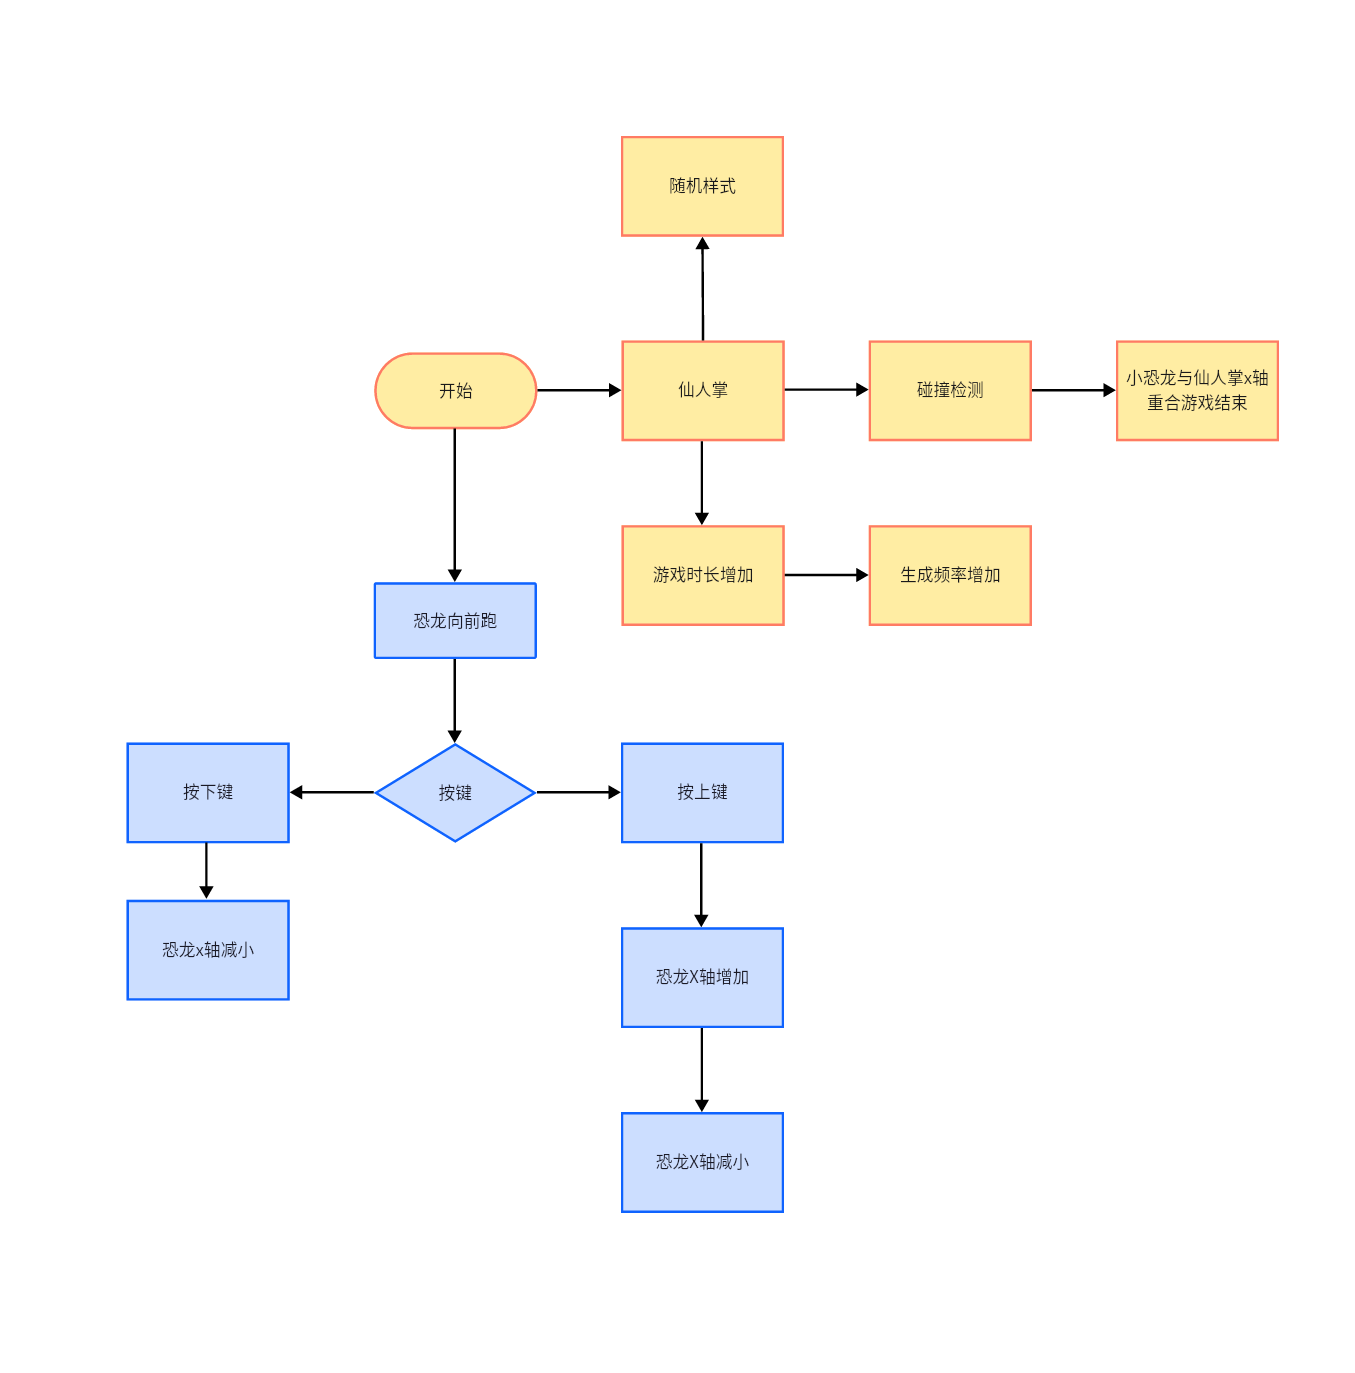 随机样式
开始
仙人掌
碰撞检测
小恐龙与仙人掌x轴
重合游戏结束
游戏时长增加
生成频率增加
恐龙向前跑
按下键
按键
按上键
恐龙x轴减小
恐龙X轴增加
恐龙X轴减小